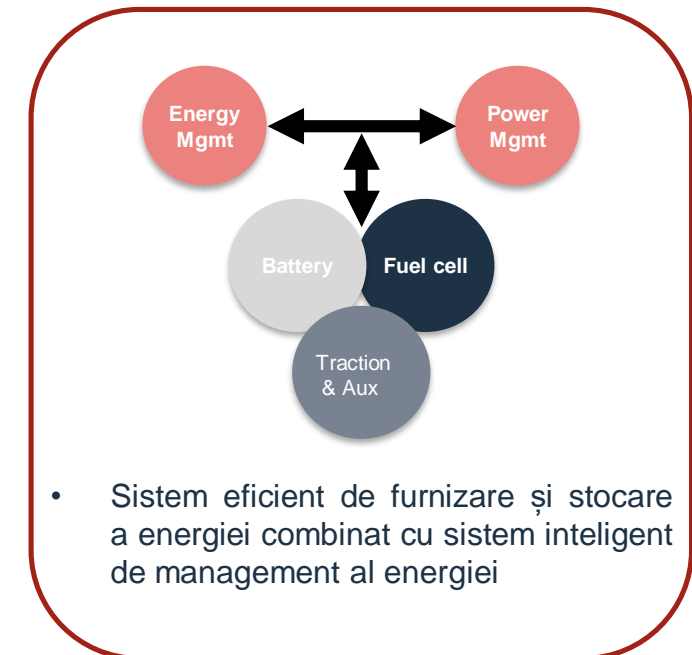 Energy
Mgmt
Power
Mgmt
Battery
Fuel cell
Traction
& Aux
• Sistem eficient de furnizare și stocare
a energiei combinat cu sistem inteligent
de management al energiei